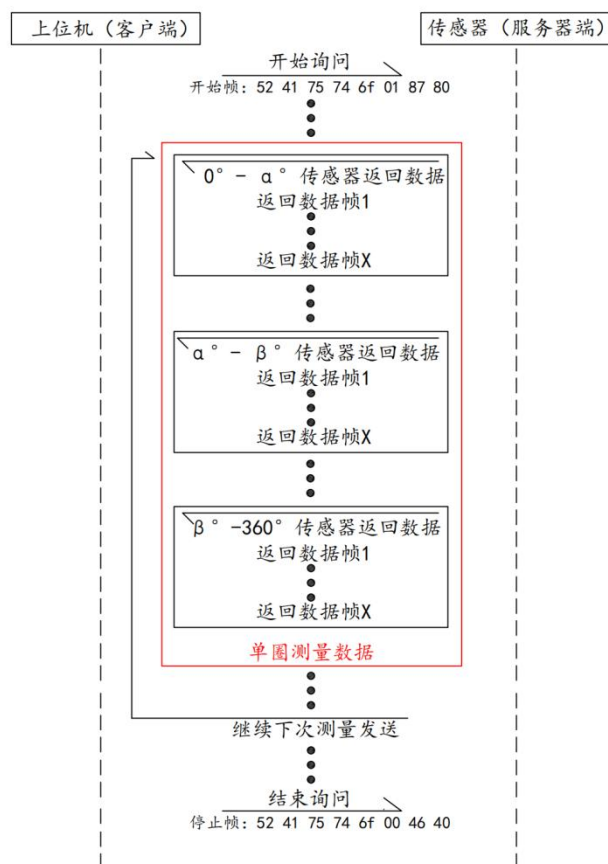 上位机（客户端）
传感器（服务器端）
开始询问
开始帧：52 41 75 74 6f 01 87 80
0° - α° 传感器返回数据
返回数据帧1
返回数据帧X
α° - β° 传感器返回数据
返回数据帧1
返回数据帧X
β° -360° 传感器返回数据
返回数据帧1
返回数据帧X
单圈测量数据
继续下次测量发送
结束询问
停止帧：52 41 75 74 6f 00 46 40